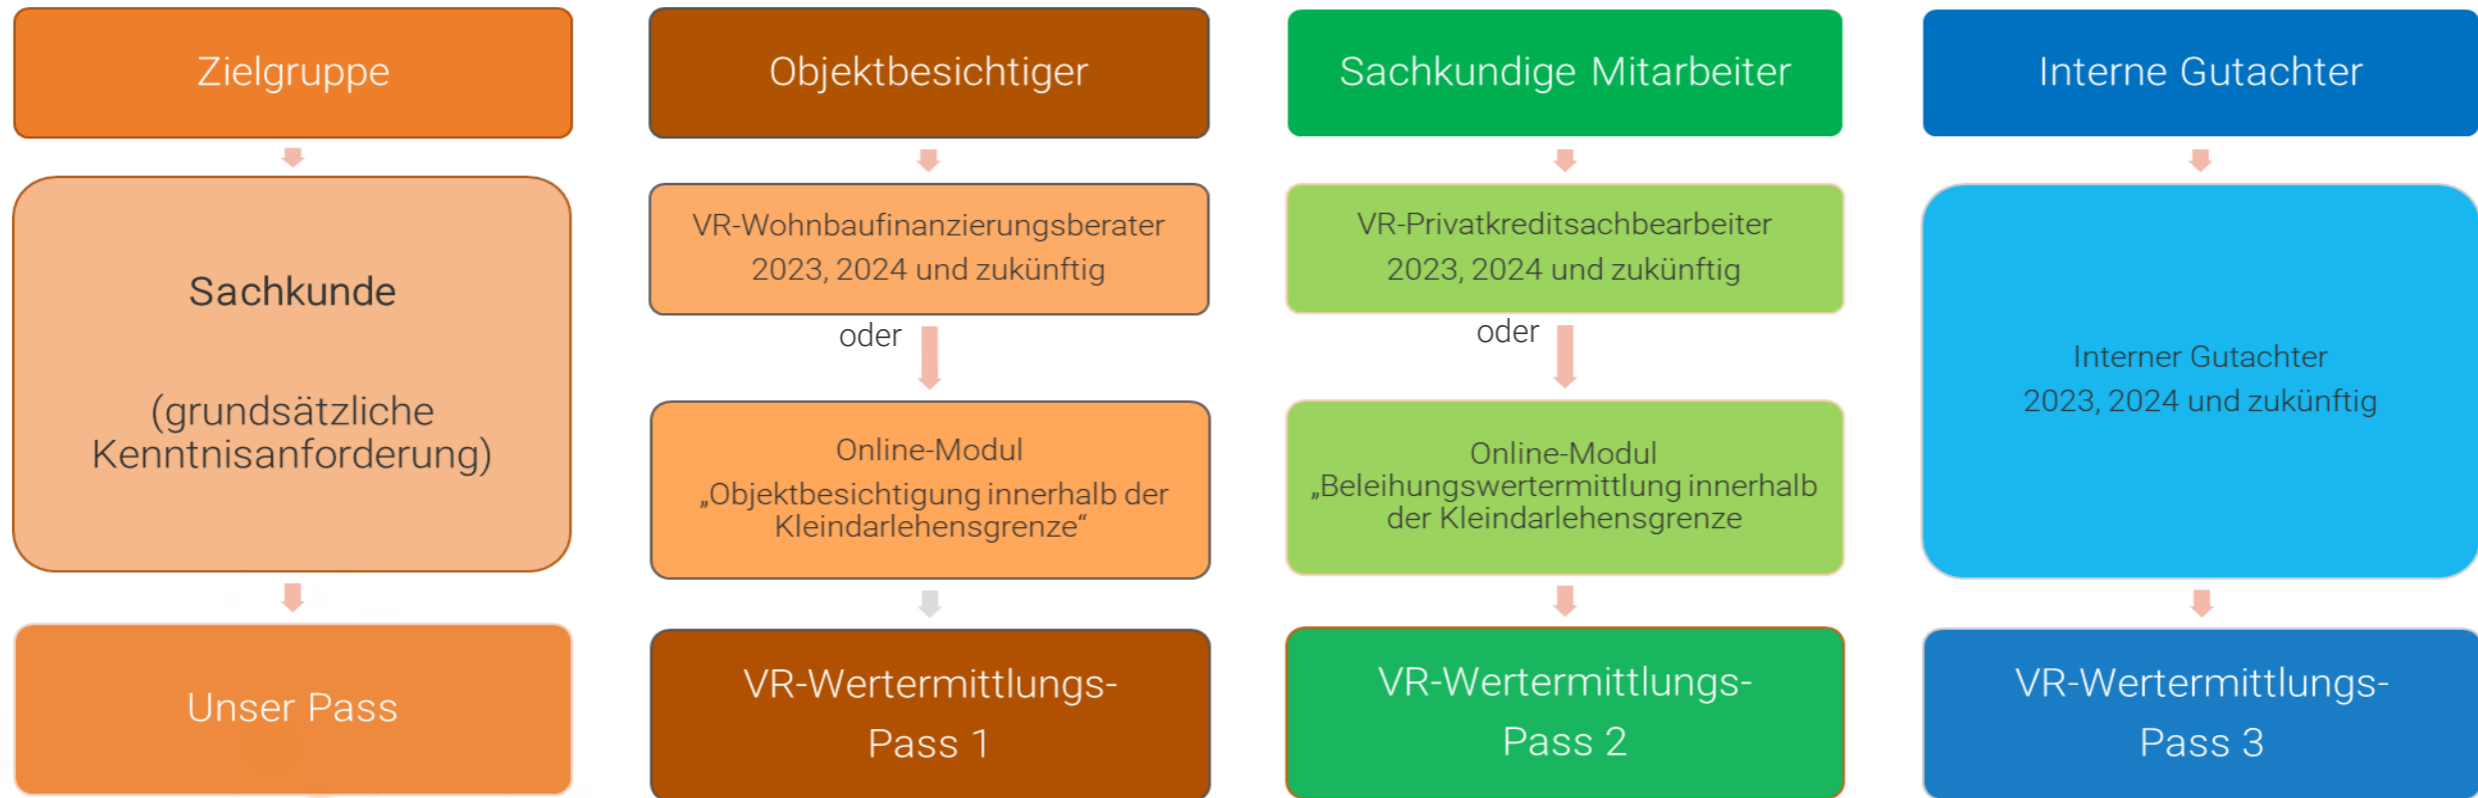 Zielgruppe
Sachkunde
(grundsätzliche
Kenntnisanforderung)
Unser Pass
Objektbesichtiger
VR-Wohnbaufinanzierungsberater
2023, 2024 und zukünftig
oder
Online-Modul
„Objektbesichtigung innerhalb der
Kleindarlehensgrenze“
VR-Wertermittlungs-
Pass 1
Sachkundige Mitarbeiter
VR-Privatkreditsachbearbeiter
2023, 2024 und zukünftig
oder
Online-Modul
„Beleihungswertermittlung innerhalb
der Kleindarlehensgrenze
VR-Wertermittlungs-
Pass 2
Interne Gutachter
Interner Gutachter
2023, 2024 und zukünftig
VR-Wertermittlungs-
Pass 3